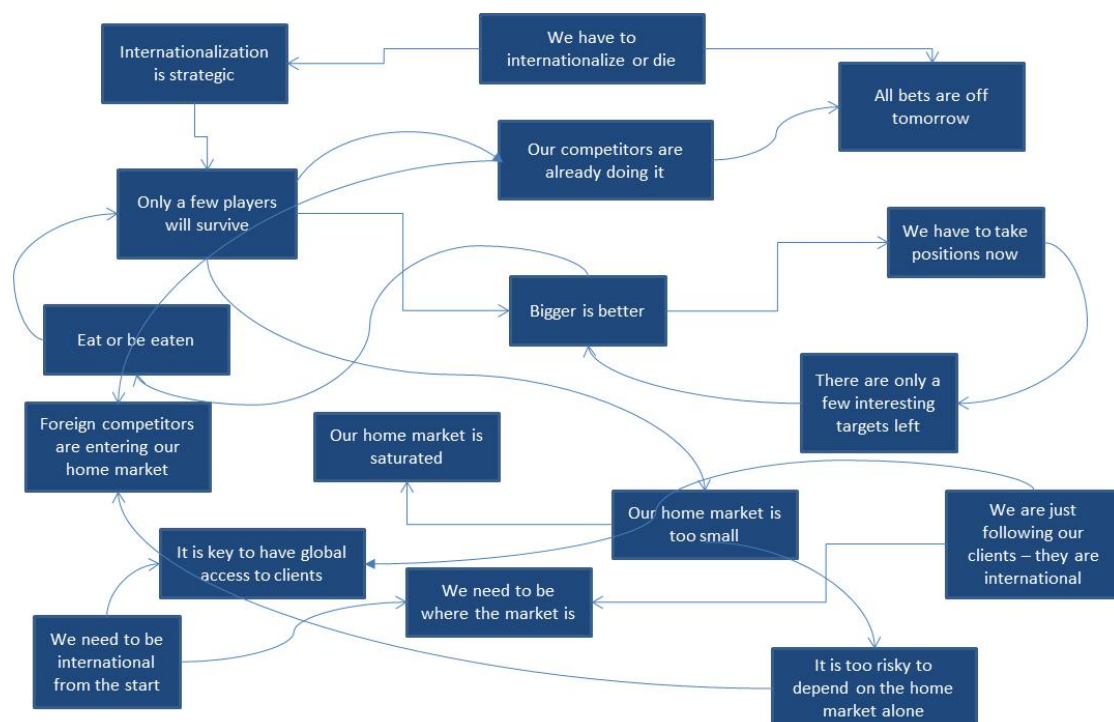 Internationalization
is strategic
We have to
internationalize or die
All bets are off
tomorrow
Our competitors are
already doing it
Only a few players
will survive
We have to take
positions now
Bigger is better
Eat or be eaten
There are only a
few interesting
targets left
Foreign competitors
are entering our
home market
Our home market is
saturated
Our home market is
too small
We are just
following our
clients – they are
international
It is key to have global
access to clients
We need to be
where the market is
We need to be
international
from the start
It is too risky to
depend on the home
market alone